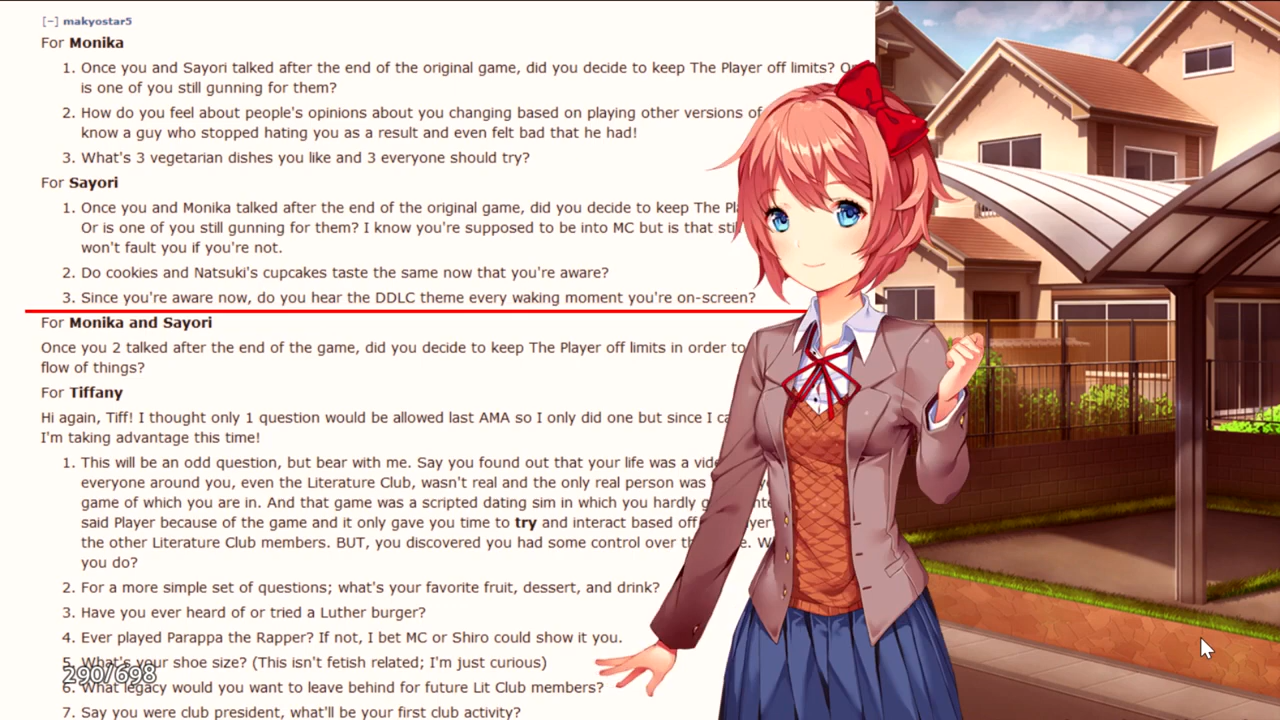 [–] makyostar5
For Monika
1. Once you and Sayori talked after the end of the original game, did you decide to keep The Player off limits? Or
is one of you still gunning for them?
2. How do you feel about people's opinions about you changing based on playing other versions of
know a guy who stopped hating you as a result and even felt bad that he had!
3. What's 3 vegetarian dishes you like and 3 everyone should try?
For Sayori
1. Once you and Monika talked after the end of the original game, did you decide to keep The
Or is one of you still gunning for them? I know you're supposed to be into MC but is that
won't fault you if you're not.
2. Do cookies and Natsuki's cupcakes taste the same now that you're aware?
3. Since you're aware now, do you hear the DDLC theme every waking moment you're on-screen?
For Monika and Sayori
Once you 2 talked after the end of the game, did you decide to keep The Player off limits in order to
flow of things?
For Tiffany
Hi again, Tiff! I thought only 1 question would be allowed last AMA so I only did one but since I
I'm taking advantage this time!
1. This will be an odd question, but bear with me. Say you found out that your life was a
everyone around you, even the Literature Club, wasn't real and the only real person was
game of which you are in. And that game was a scripted dating sim in which you hardly
said Player because of the game and it only gave you time to try and interact based off
the other Literature Club members. BUT, you discovered you had some control over
you do?
2. For a more simple set of questions; what's your favorite fruit, dessert, and drink?
3. Have you ever heard of or tried a Luther burger?
4. Ever played Parappa the Rapper? If not, I bet MC or Shiro could show it you.
5. What's your shoe size? (This isn't fetish related; I'm just curious)
290/698
6. What legacy would you want to leave behind for future Lit Club members?
7. Say you were club president, what'll be your first club activity?